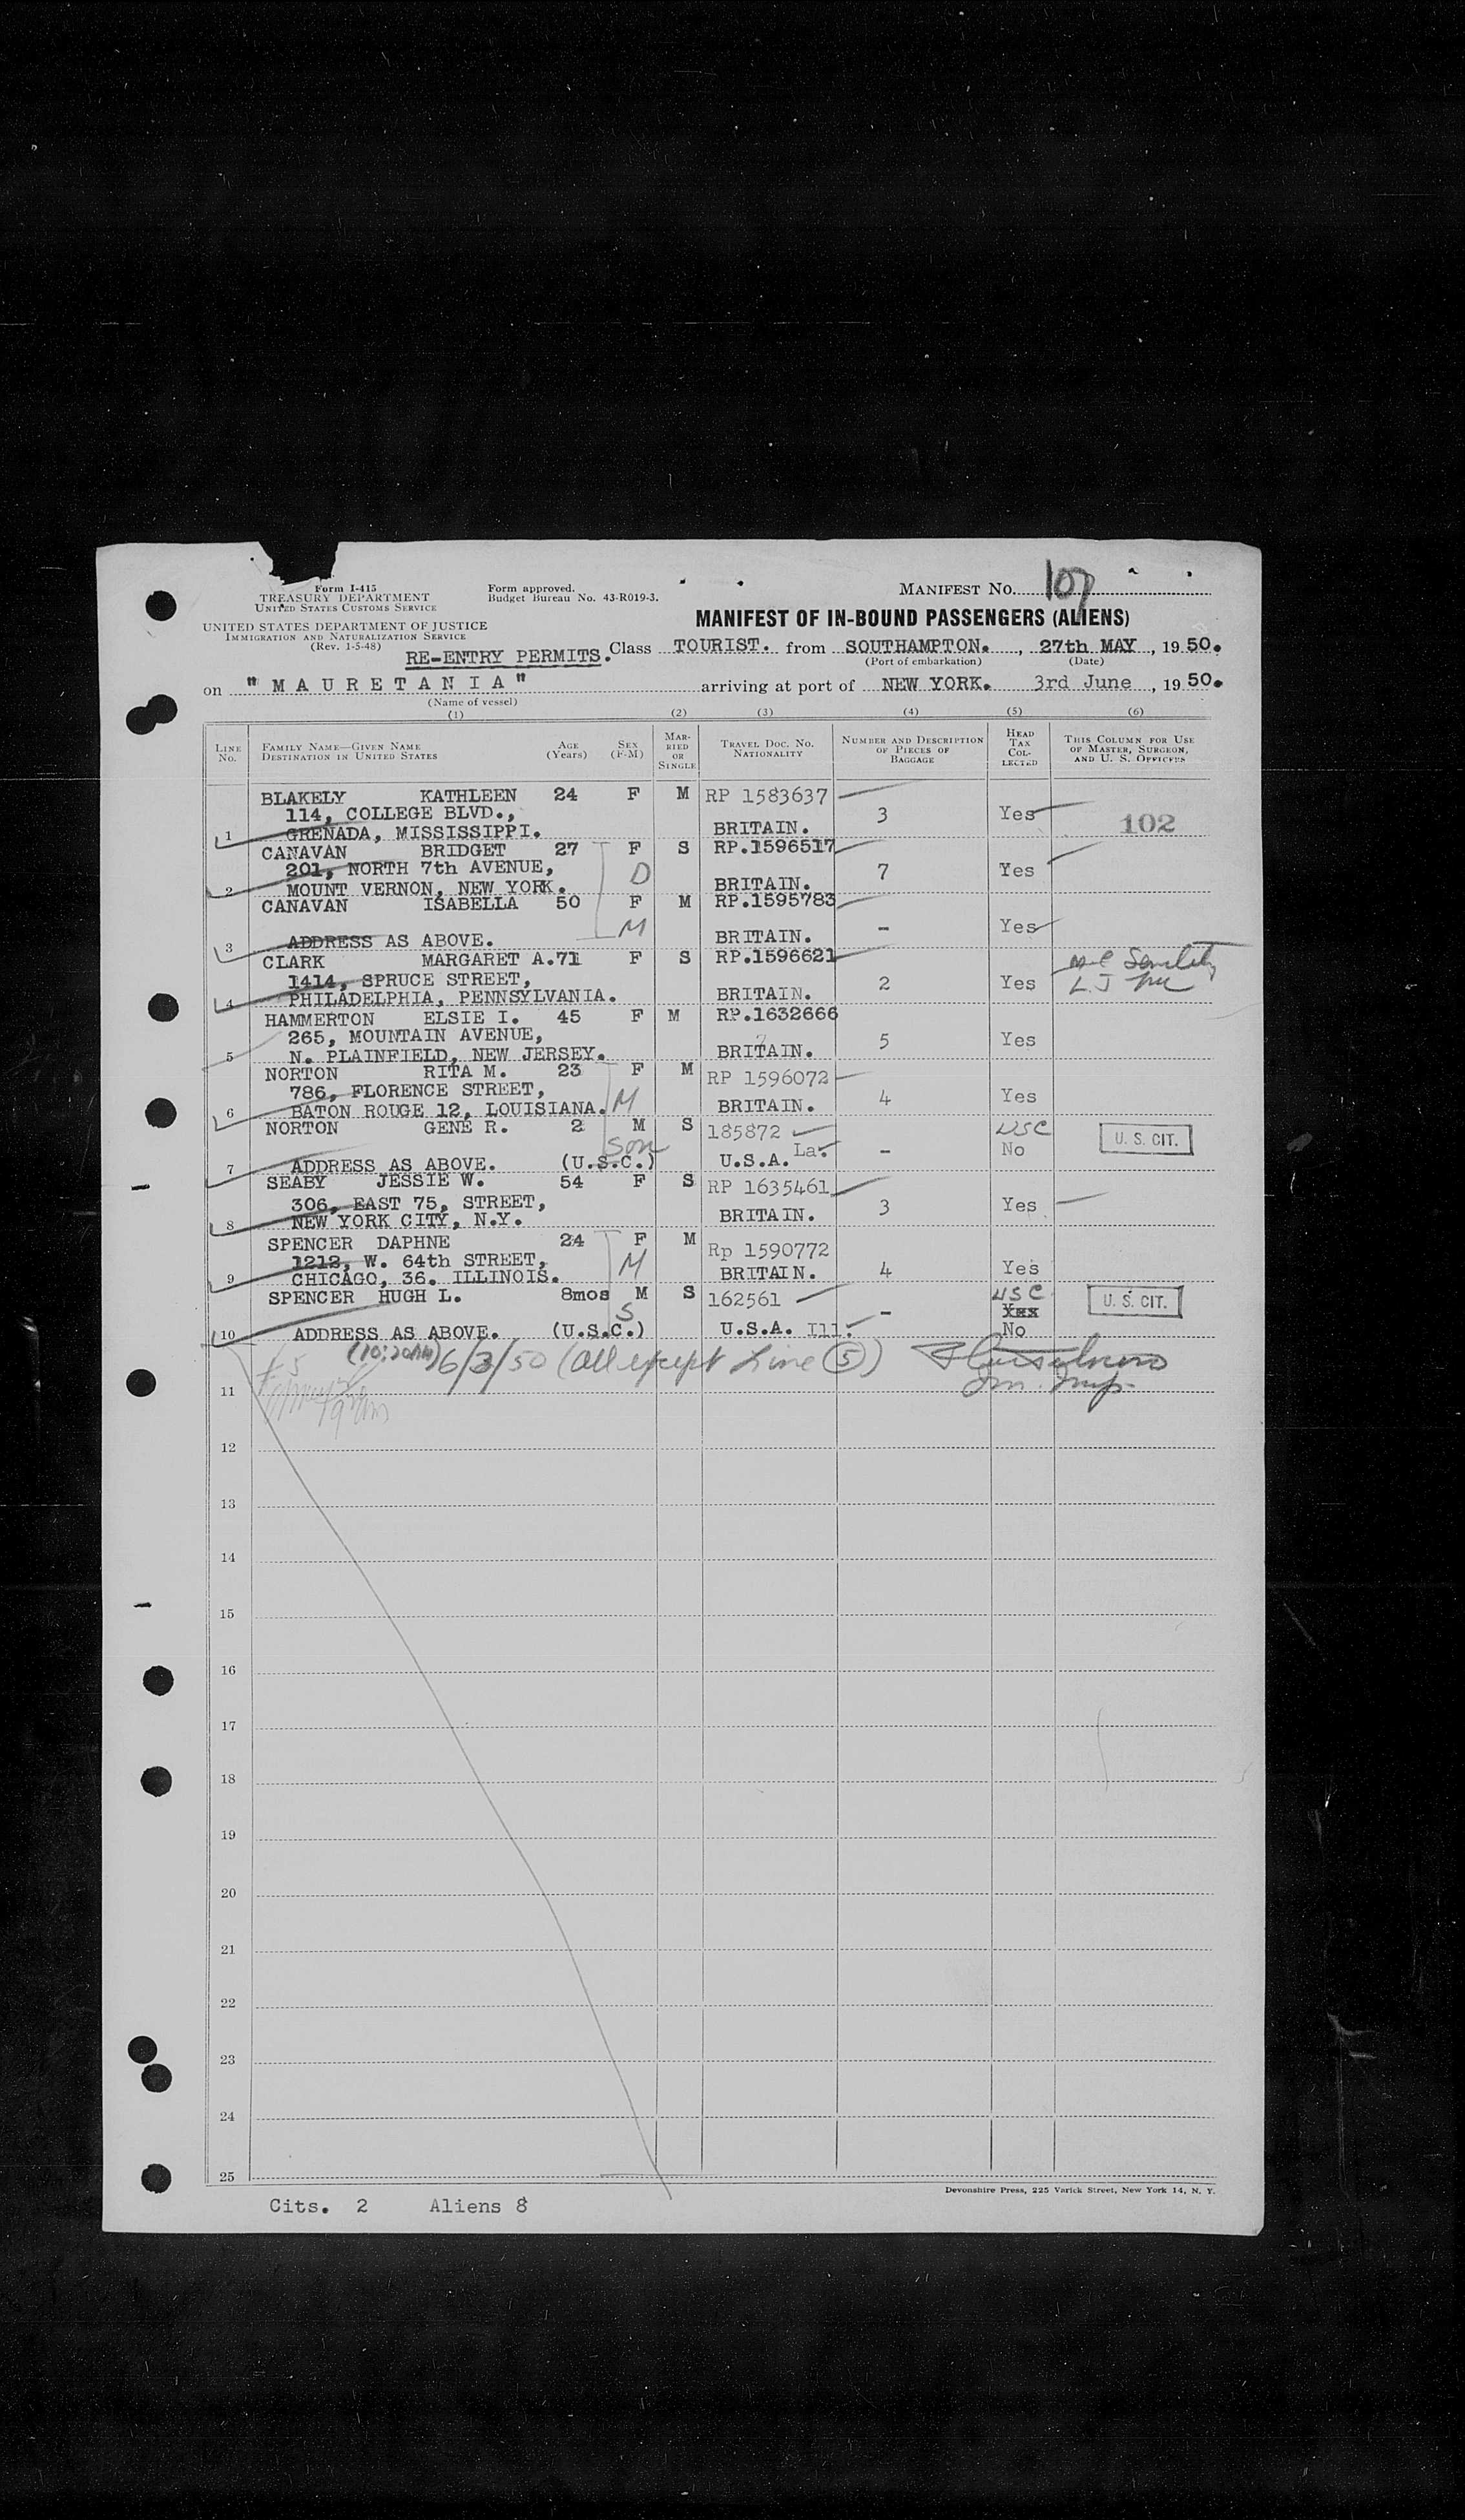 Form I-415
TREASURY DEPARTMENT
UNITED STATES CUSTOMS SERVICE
UNITED STATES DEPARTMENT OF JUSTICE
IMMIGRATION AND NATURALIZATION SERVICE
(Rev. 1-5-48)
Form approved.
Budget Bureau No. 43-R019-3.
MANIFEST No. 107
MANIFEST OF IN-BOUND PASSENGERS (ALIENS)
RE-ENTRY PERMITS. Class TOURIST. from SOUTHAMPTON. , 27th MAY , 19 50.
(Port of embarkation) (Date)
on "MAURETANIA" arriving at port of NEW YORK. 3rd June , 19 50.
(Name of vessel)
(1) (2) (3) (4) (5) (6)
LINE No. FAMILY NAME—GIVEN NAME DESTINATION IN UNITED STATES AGE (Years) SEX (F-M) MARRIED OR SINGLE TRAVEL DOC. NO. NATIONALITY NUMBER AND DESCRIPTION OF PIECES OF BAGGAGE HEAD TAX COLLECTED THIS COLUMN FOR USE OF MASTER, SURGEON, AND U. S. OFFICERS
BLAKELY KATHLEEN 24 F M RP 1583637
114, COLLEGE BLVD., 3 Yes 102
1 GRENADA, MISSISSIPPI. BRITAIN.
CANAVAN BRIDGET 27 F S RP.1596517
201, NORTH 7th AVENUE, D 7 Yes
2 MOUNT VERNON, NEW YORK. BRITAIN.
CANAVAN ISABELLA 50 F M RP.1595783
M - Yes
3 ADDRESS AS ABOVE. BRITAIN.
CLARK MARGARET A. 71 F S RP.1596621
1414, SPRUCE STREET, 2 Yes
4 PHILADELPHIA, PENNSYLVANIA. BRITAIN.
HAMMERTON ELSIE I. 45 F M RP.1632666
265, MOUNTAIN AVENUE, 5 Yes
5 N. PLAINFIELD, NEW JERSEY. BRITAIN.
NORTON RITA M. 23 F M RP 1596072
786, FLORENCE STREET, M 4 Yes
6 BATON ROUGE 12, LOUISIANA. BRITAIN.
NORTON GENE R. 2 M S 185872 USC
Son La. - No U. S. CIT.
7 ADDRESS AS ABOVE. (U.S.C.) U.S.A.
SEABY JESSIE W. 54 F S RP 1635461
306, EAST 75, STREET, 3 Yes
8 NEW YORK CITY, N.Y. BRITAIN.
SPENCER DAPHNE 24 F M Rp 1590772
1212, W. 64th STREET, M 4 Yes
9 CHICAGO, 36. ILLINOIS. BRITAIN.
SPENCER HUGH L. 8mos M S 162561 USC
S - Yes U. S. CIT.
10 ADDRESS AS ABOVE. (U.S.C.) U.S.A. Ill. No
(10:20AM) 6/3/50 (all except Line 5)
11
12
13
14
15
16
17
18
19
20
21
22
23
24
25
Devonshire Press, 225 Varick Street, New York 14, N. Y.
Cits. 2 Aliens 8